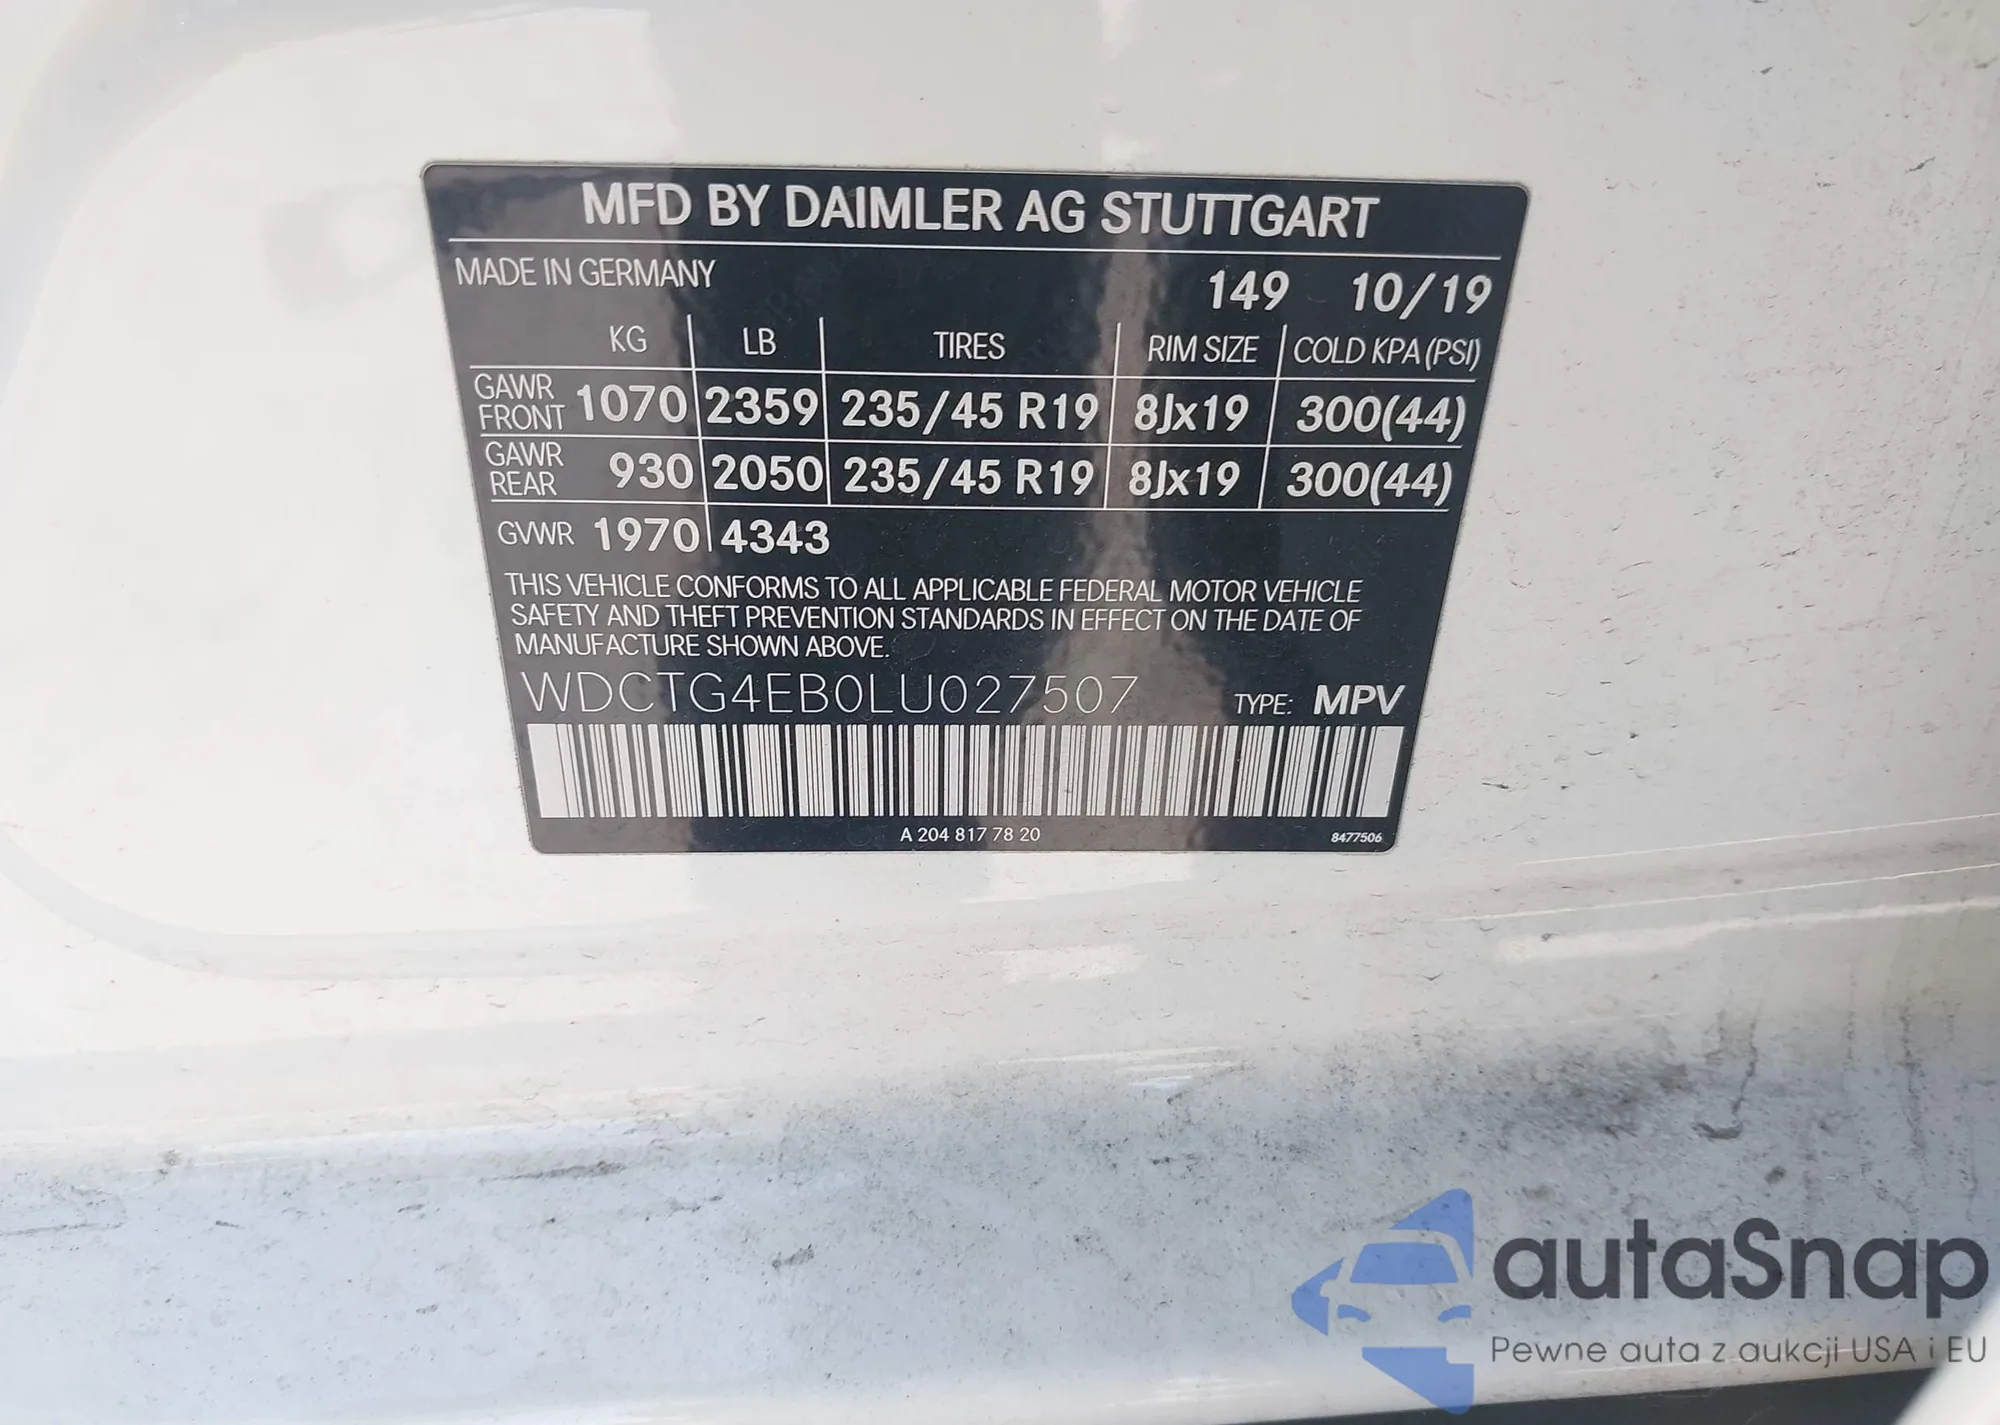 MFD BY DAIMLER AG STUTTGART
MADE IN GERMANY 149 10/19
KG LB TIRES RIM SIZE COLD KPA (PSI)
GAWR FRONT 1070 2359 235/45 R19 8Jx19 300(44)
GAWR REAR 930 2050 235/45 R19 8Jx19 300(44)
GVWR 1970 4343
THIS VEHICLE CONFORMS TO ALL APPLICABLE FEDERAL MOTOR VEHICLE
SAFETY AND THEFT PREVENTION STANDARDS IN EFFECT ON THE DATE OF
MANUFACTURE SHOWN ABOVE.
WDCTG4EB0LU027507 TYPE: MPV
A 204 817 78 20 8477506
autaSnap
Pewne auta z aukcji USA i EU